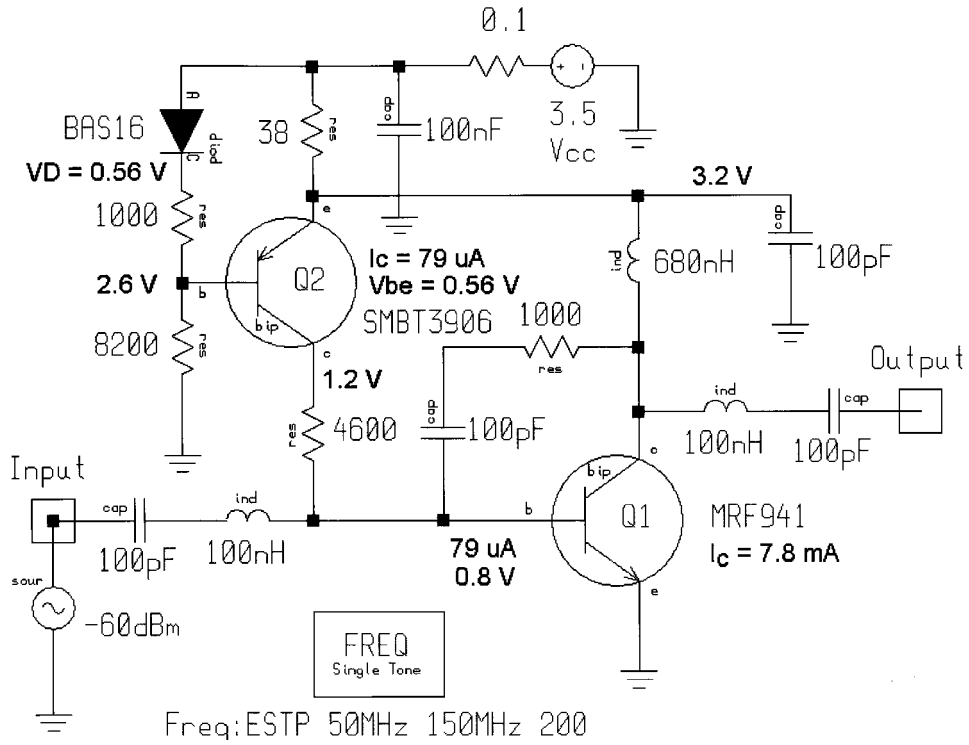 0.1
+ -
3.5
Vcc
A
BAS16
C
diod
VD = 0.56 V
38
res
cap
100nF
3.2 V
cap
100pF
1000
res
e
ind
680nH
2.6 V
b
Q2
bip
Ic = 79 uA
Vbe = 0.56 V
SMBT3906
1000
res
8200
res
c
1.2 V
res
4600
cap
100pF
Output
ind
100nH
cap
100pF
c
Input
cap
100pF
ind
100nH
b
bip
Q1
MRF941
IC = 7.8 mA
79 uA
0.8 V
e
sour
-60dBm
FREQ
Single Tone
Freq:ESTP 50MHz 150MHz 200